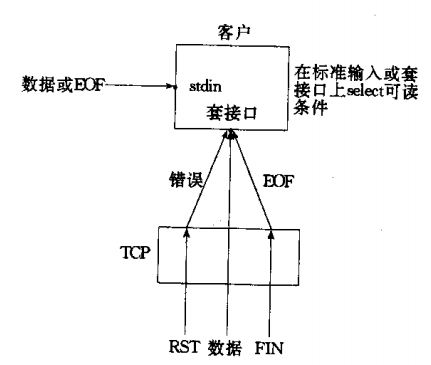 客户
数据或EOF
stdin
套接口
在标准输入或套
接口上select可读
条件
错误
EOF
TCP
RST 数据 FIN